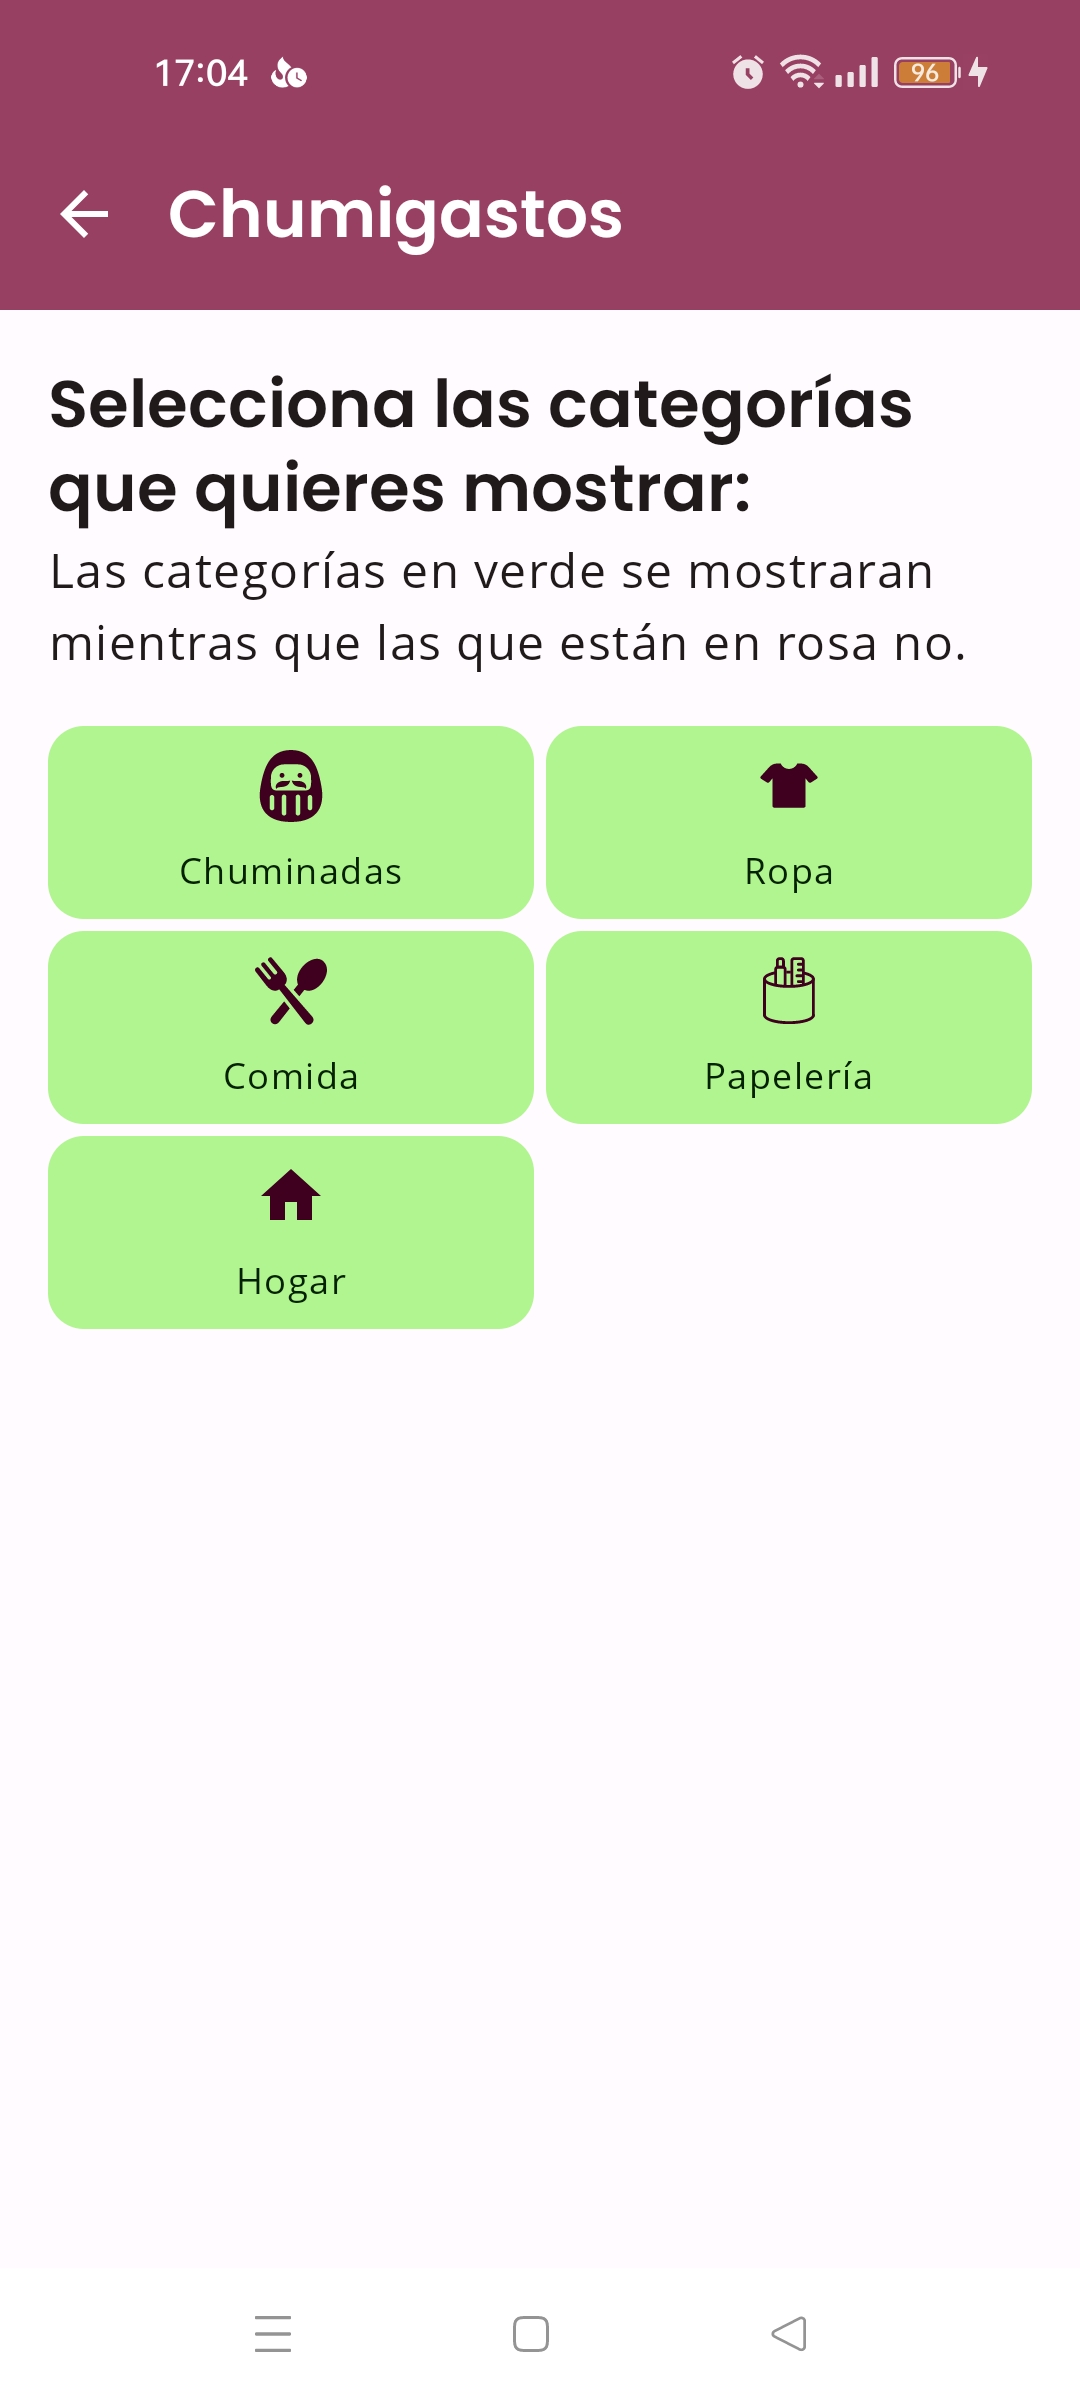 17:04
96
Chumigastos
Selecciona las categorías
que quieres mostrar:
Las categorías en verde se mostraran
mientras que las que están en rosa no.
Chuminadas
Ropa
Comida
Papelería
Hogar